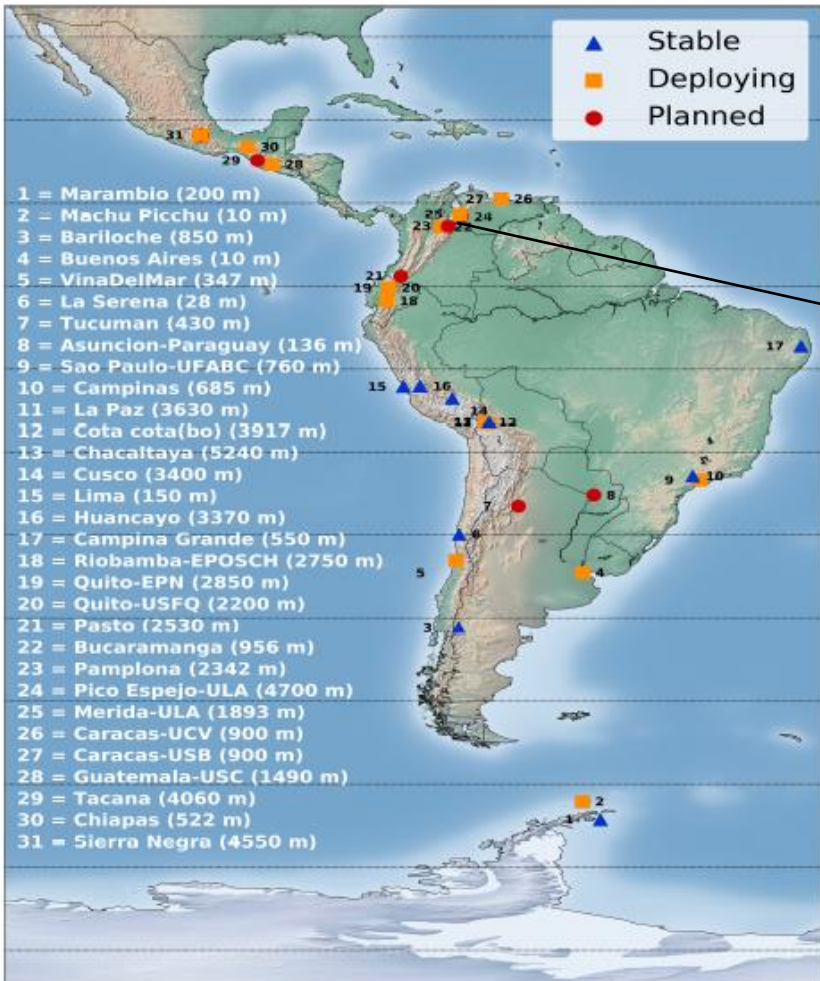 Stable
Deploying
Planned
31
30
29
28
27
26
25
24
23
22
21
19
20
18
17
15
16
14
13
12
9
10
8
7
6
5
4
3
2
1
1 = Marambio (200 m)
2 = Machu Picchu (10 m)
3 = Bariloche (850 m)
4 = Buenos Aires (10 m)
5 = VinaDelMar (347 m)
6 = La Serena (28 m)
7 = Tucuman (430 m)
8 = Asuncion-Paraguay (136 m)
9 = Sao Paulo-UFABC (760 m)
10 = Campinas (685 m)
11 = La Paz (3630 m)
12 = Cota cota(bo) (3917 m)
13 = Chacaltaya (5240 m)
14 = Cusco (3400 m)
15 = Lima (150 m)
16 = Huancayo (3370 m)
17 = Campina Grande (550 m)
18 = Riobamba-EPOSCH (2750 m)
19 = Quito-EPN (2850 m)
20 = Quito-USFQ (2200 m)
21 = Pasto (2530 m)
22 = Bucaramanga (956 m)
23 = Pamplona (2342 m)
24 = Pico Espejo-ULA (4700 m)
25 = Merida-ULA (1893 m)
26 = Caracas-UCV (900 m)
27 = Caracas-USB (900 m)
28 = Guatemala-USC (1490 m)
29 = Tacana (4060 m)
30 = Chiapas (522 m)
31 = Sierra Negra (4550 m)